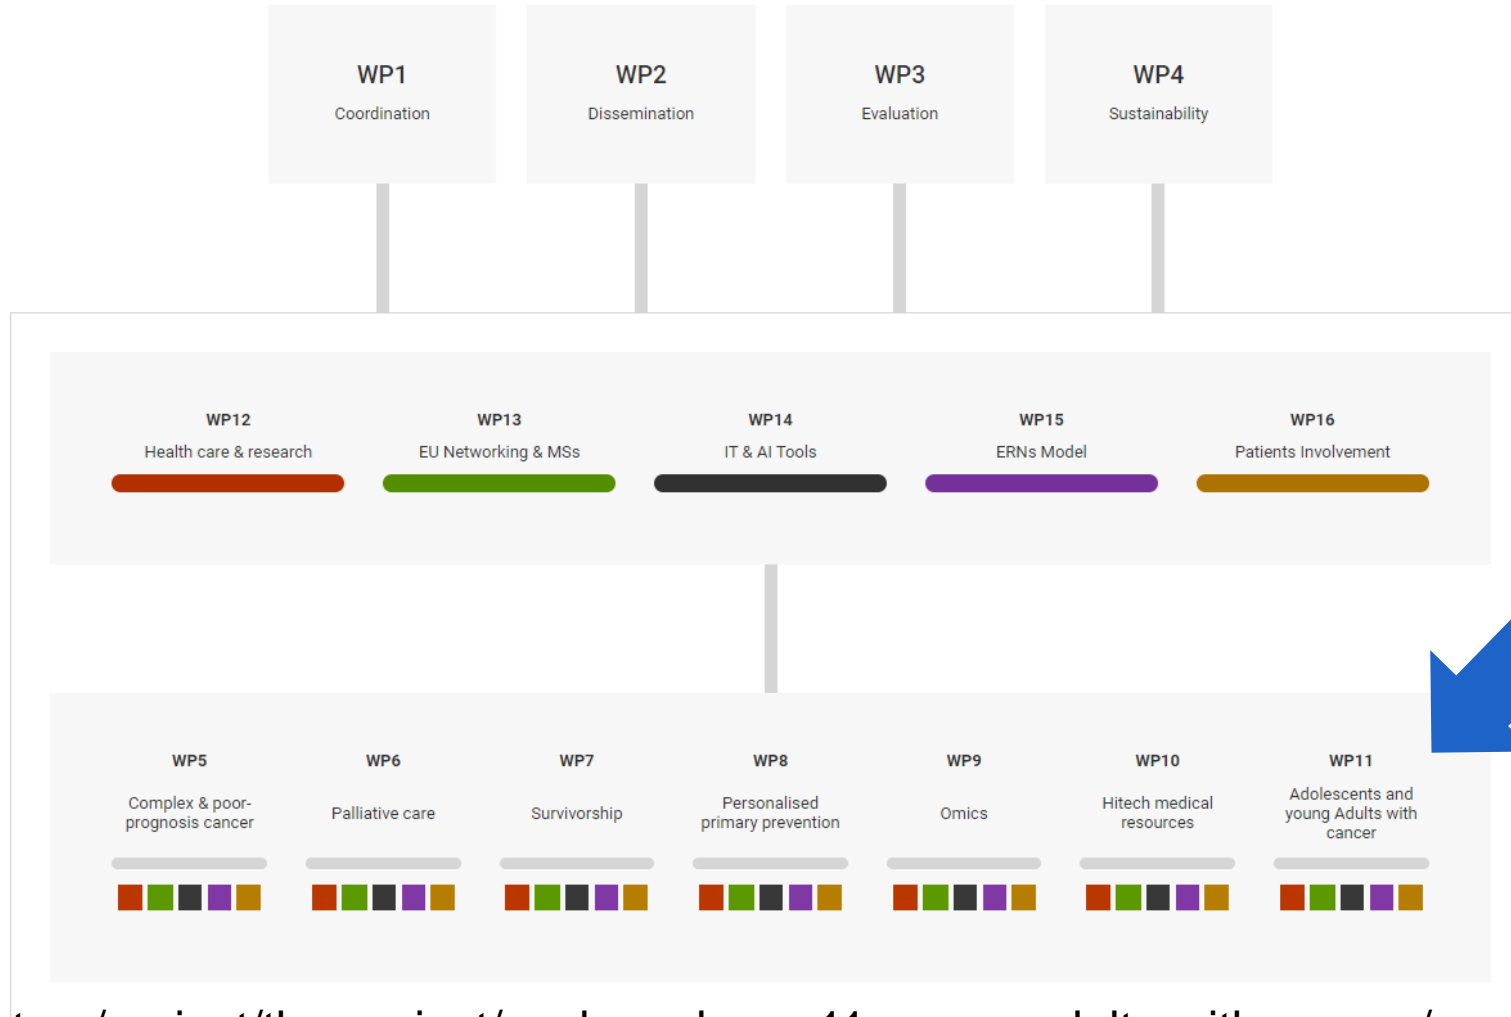 WP1
Coordination
WP2
Dissemination
WP3
Evaluation
WP4
Sustainability
WP12
Health care & research
WP13
EU Networking & MSs
WP14
IT & AI Tools
WP15
ERNs Model
WP16
Patients Involvement
WP5
Complex & poor-
prognosis cancer
WP6
Palliative care
WP7
Survivorship
WP8
Personalised
primary prevention
WP9
Omics
WP10
Hitech medical
resources
WP11
Adolescents and
young Adults with
cancer